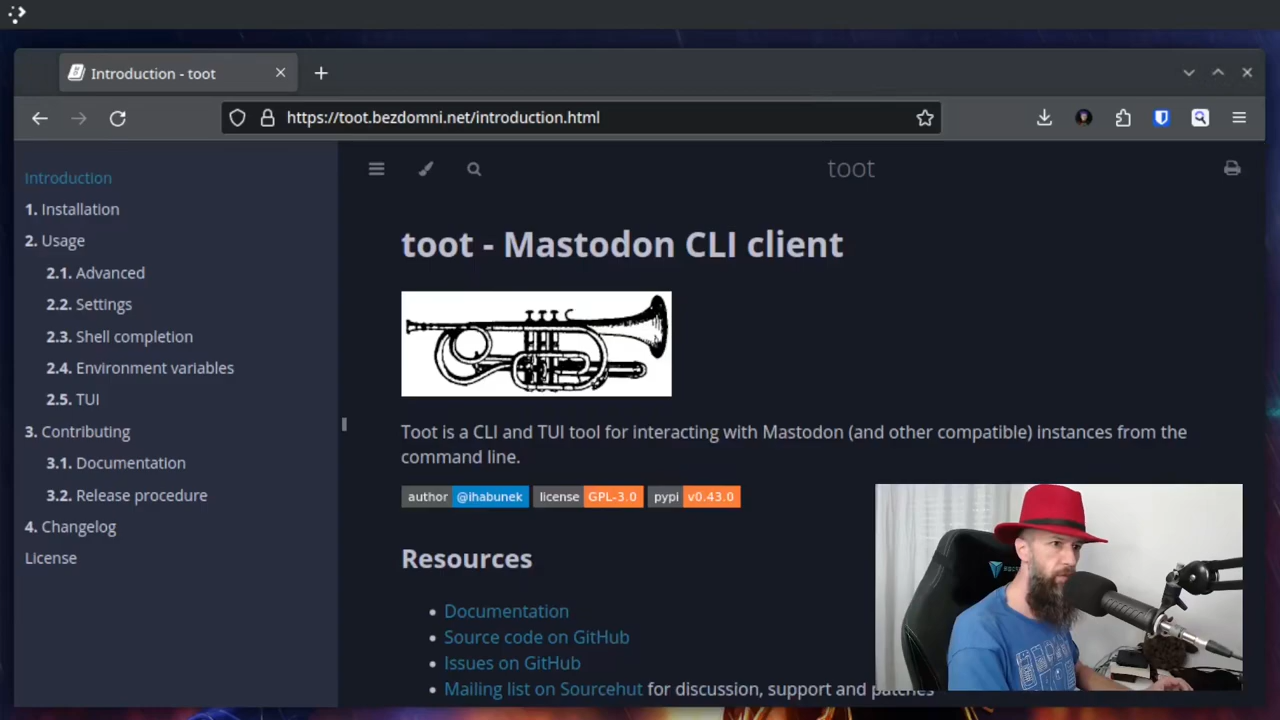 Introduction - toot
https://toot.bezdomni.net/introduction.html
toot
Introduction
1. Installation
2. Usage
2.1. Advanced
2.2. Settings
2.3. Shell completion
2.4. Environment variables
2.5. TUI
3. Contributing
3.1. Documentation
3.2. Release procedure
4. Changelog
License
toot - Mastodon CLI client
Toot is a CLI and TUI tool for interacting with Mastodon (and other compatible) instances from the
command line.
author @ihabunek license GPL-3.0 pypi v0.43.0
Resources
Documentation
Source code on GitHub
Issues on GitHub
Mailing list on Sourcehut for discussion, support and patches